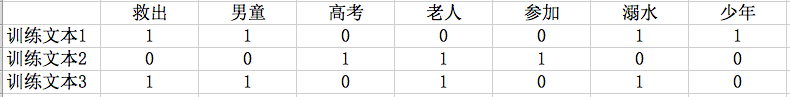 救出 男童 高考 老人 参加 溺水 少年
训练文本1 1 1 0 0 0 1 1
训练文本2 0 0 1 1 1 0 0
训练文本3 1 1 0 1 0 1 0